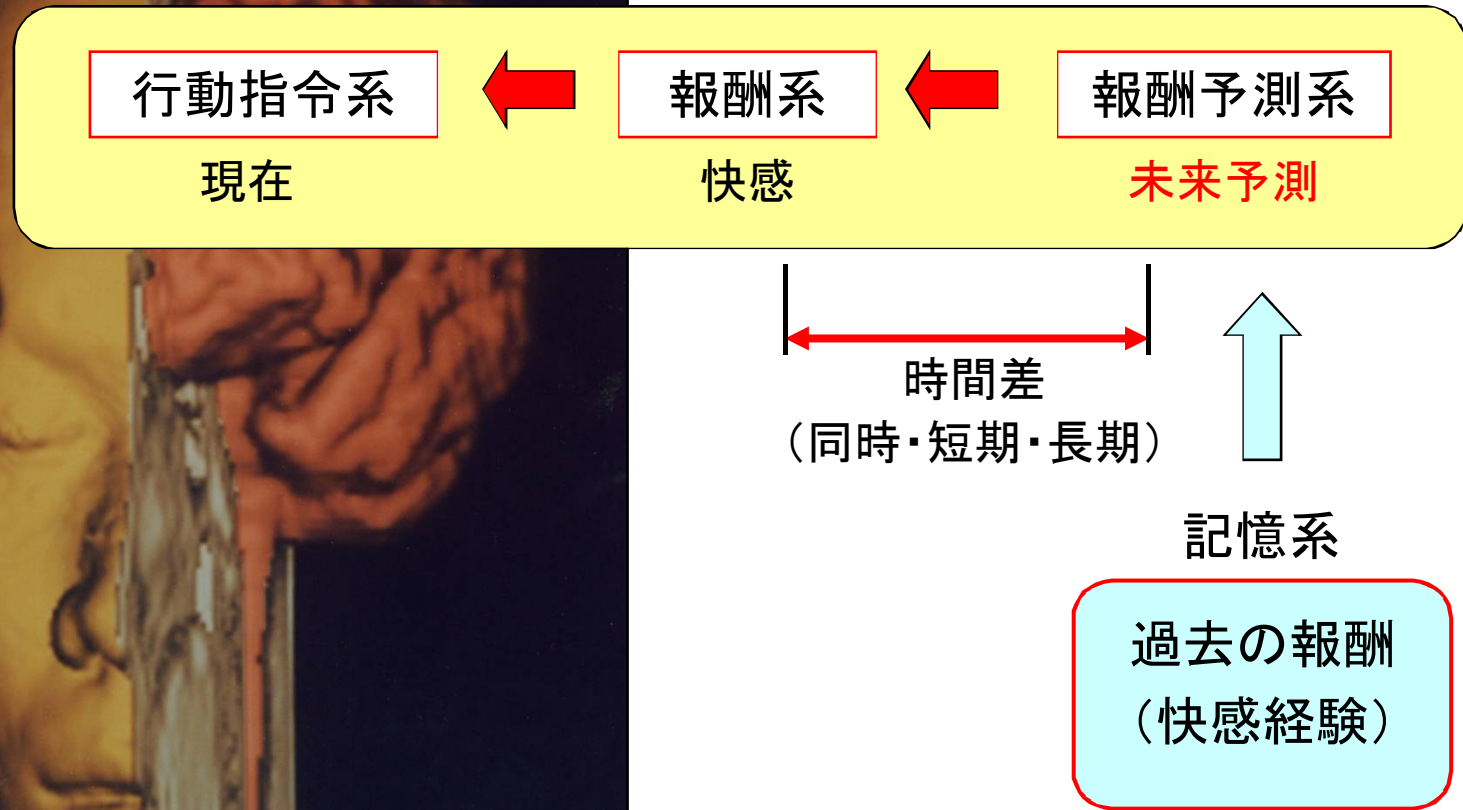 行動指令系
報酬系
報酬予測系
現在
快感
未来予測
時間差
（同時・短期・長期）
記憶系
過去の報酬
（快感経験）